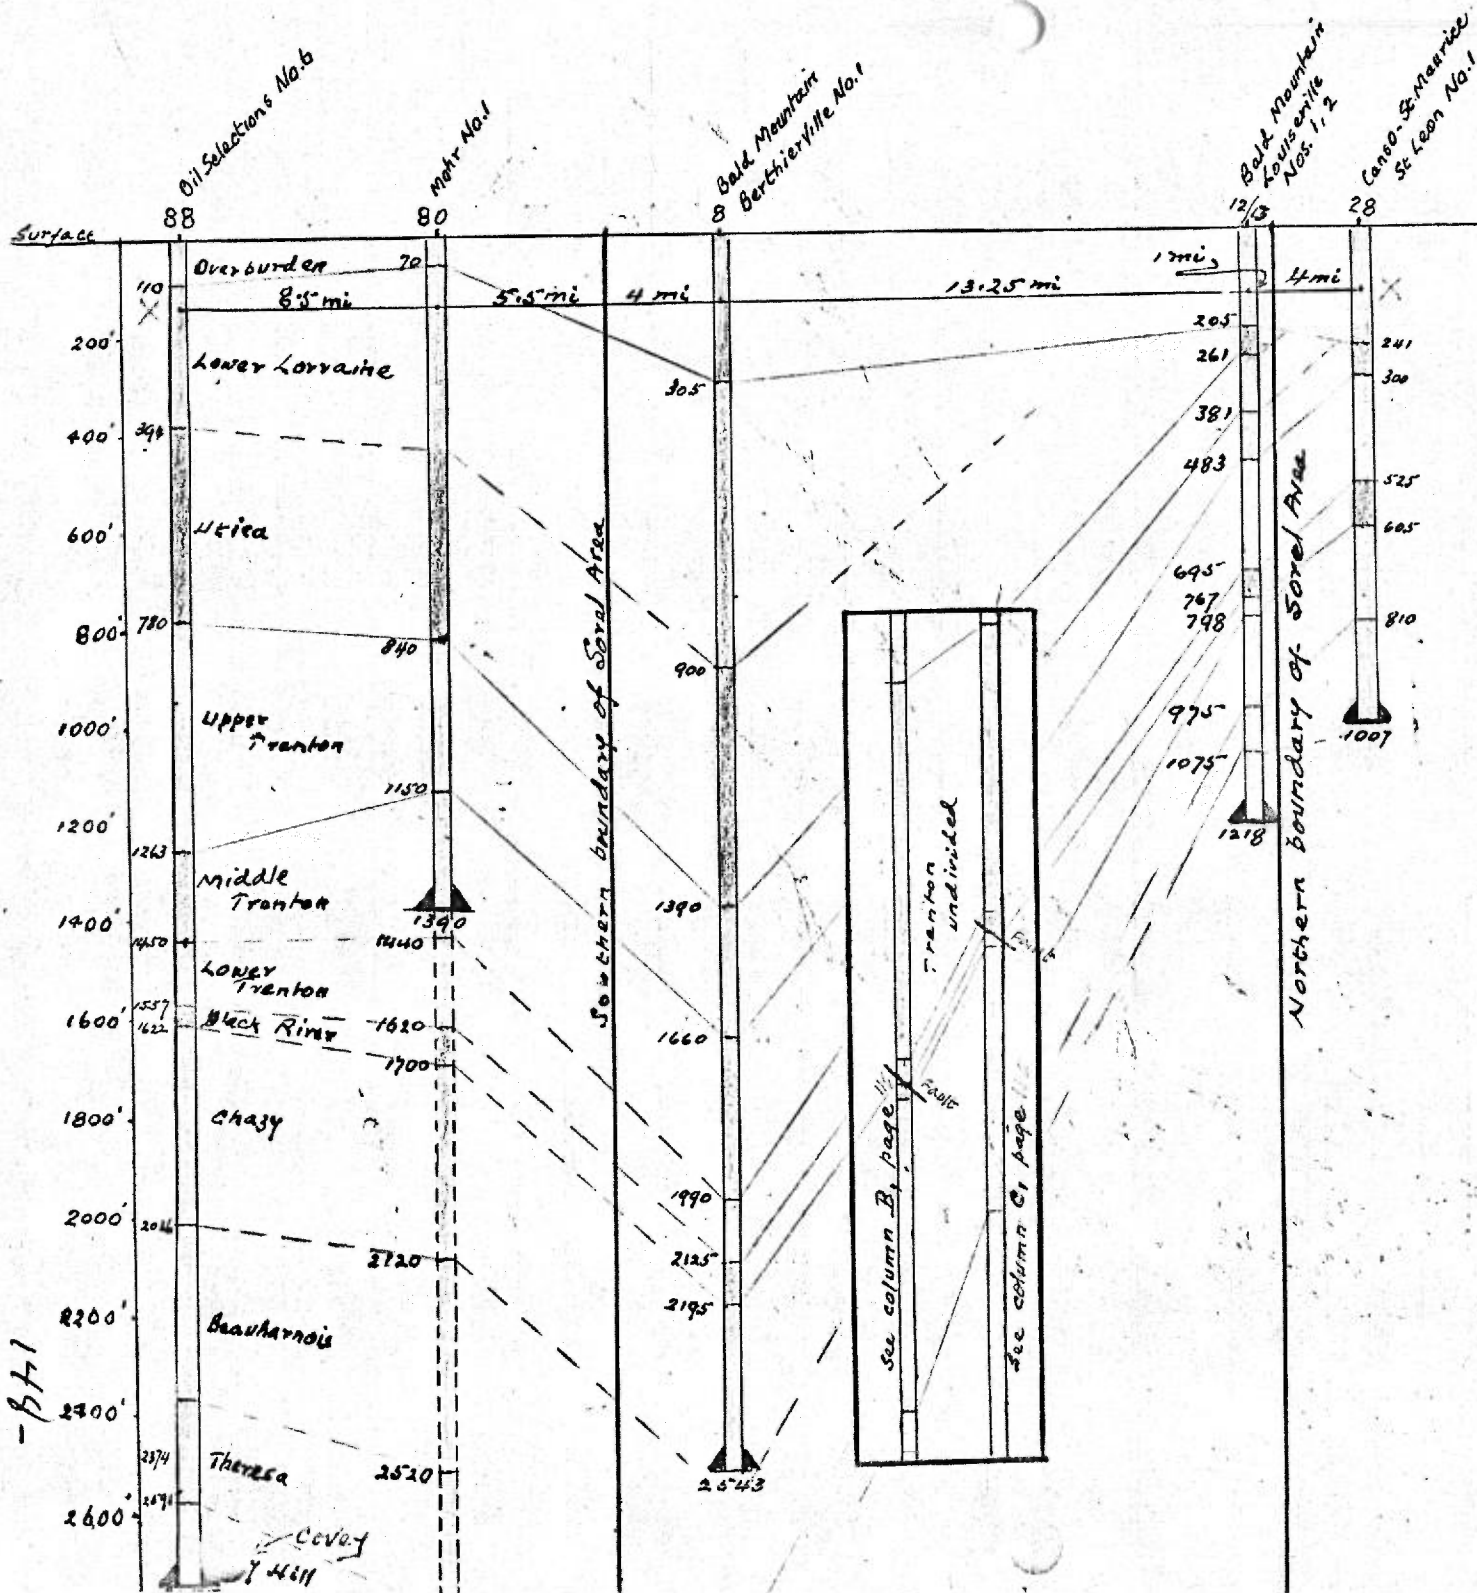 Oil Selections No.6
Mohr No.1
Bald Mountain
Berthierville No.1
Bald Mountain
Louiseville
Nos. 1, 2
Canso-St.Maurice
St Leon No.1
88
80
8
12/13
28
Surface
Overburden
70
110
8.5 mi
5.5 mi
4 mi
13.25 mi
1 mi,
4 mi
X
X
200'
Lower Lorraine
305
205
261
241
300
400'
394
381
483
525
600'
Utica
605
695
767
798
800'
780
840
900
810
1000'
Upper
Trenton
975
1007
1150
1075
1200'
1263
1218
Middle
Trenton
1390
1390
1400'
1450
1440
Lower
Trenton
1557
1600'
1622
Black River
1620
1660
1700
1800'
Chazy
1990
2000'
2016
2120
2125
2195
2200'
Beauharnois
2400'
2374
Theresa
2520
2543
2600'
Covey
Hill
Southern boundary of Sorel Area
Trenton
undivided
Fault
Fault
See column B, page
See column C, page
Northern boundary of Sorel Area